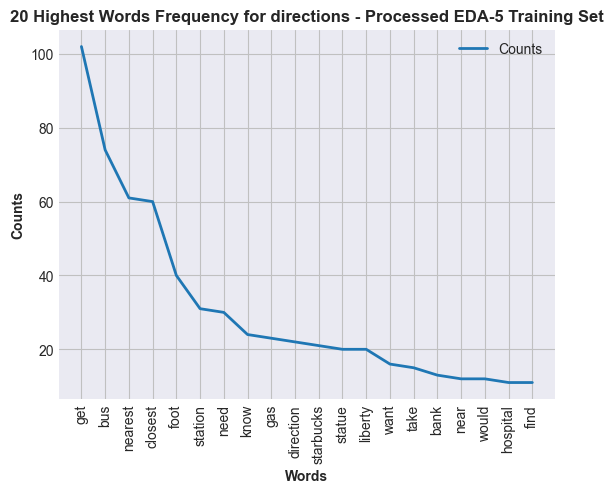 20 Highest Words Frequency for directions - Processed EDA-5 Training Set
Counts
Counts
100
80
60
40
20
get
bus
nearest
closest
foot
station
need
know
gas
direction
starbucks
statue
liberty
want
take
bank
near
would
hospital
find
Words